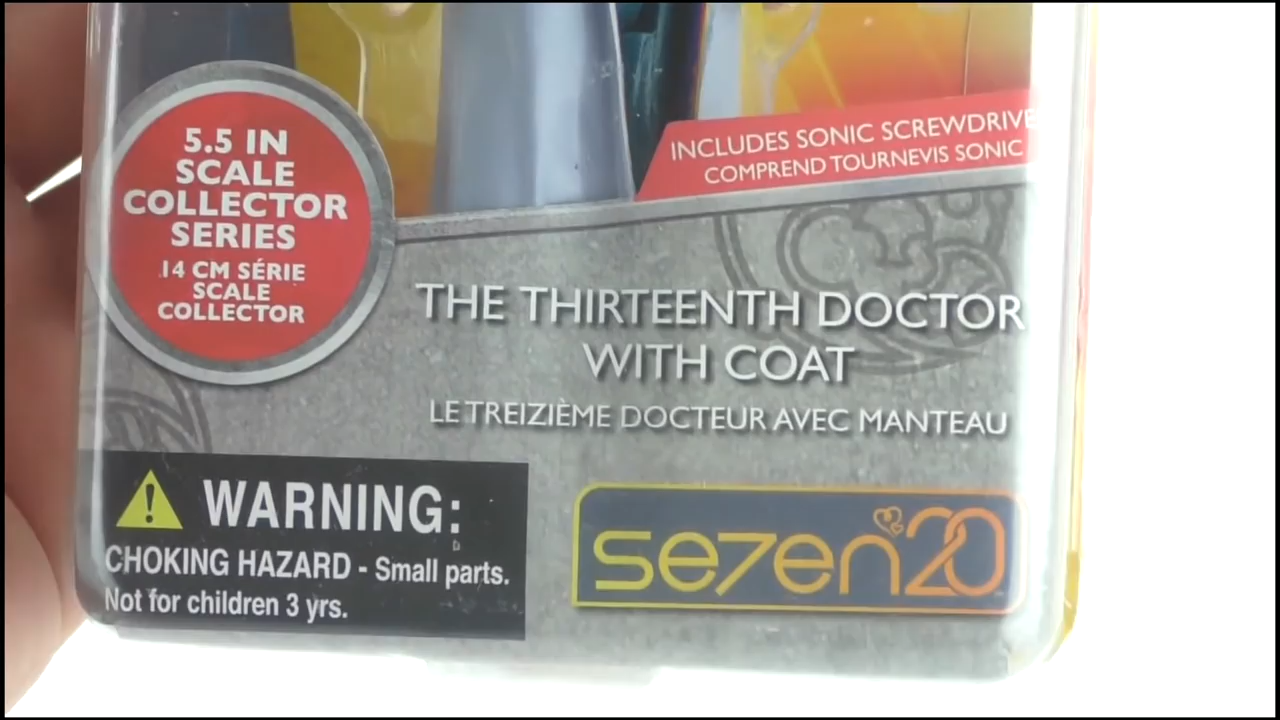 5.5 IN
SCALE
COLLECTOR
SERIES
14 CM SÉRIE
SCALE
COLLECTOR
INCLUDES SONIC SCREWDRIVE
COMPREND TOURNEVIS SONIC
THE THIRTEENTH DOCTOR
WITH COAT
LE TREIZIÈME DOCTEUR AVEC MANTEAU
WARNING:
CHOKING HAZARD - Small parts.
Not for children 3 yrs.
se7en20